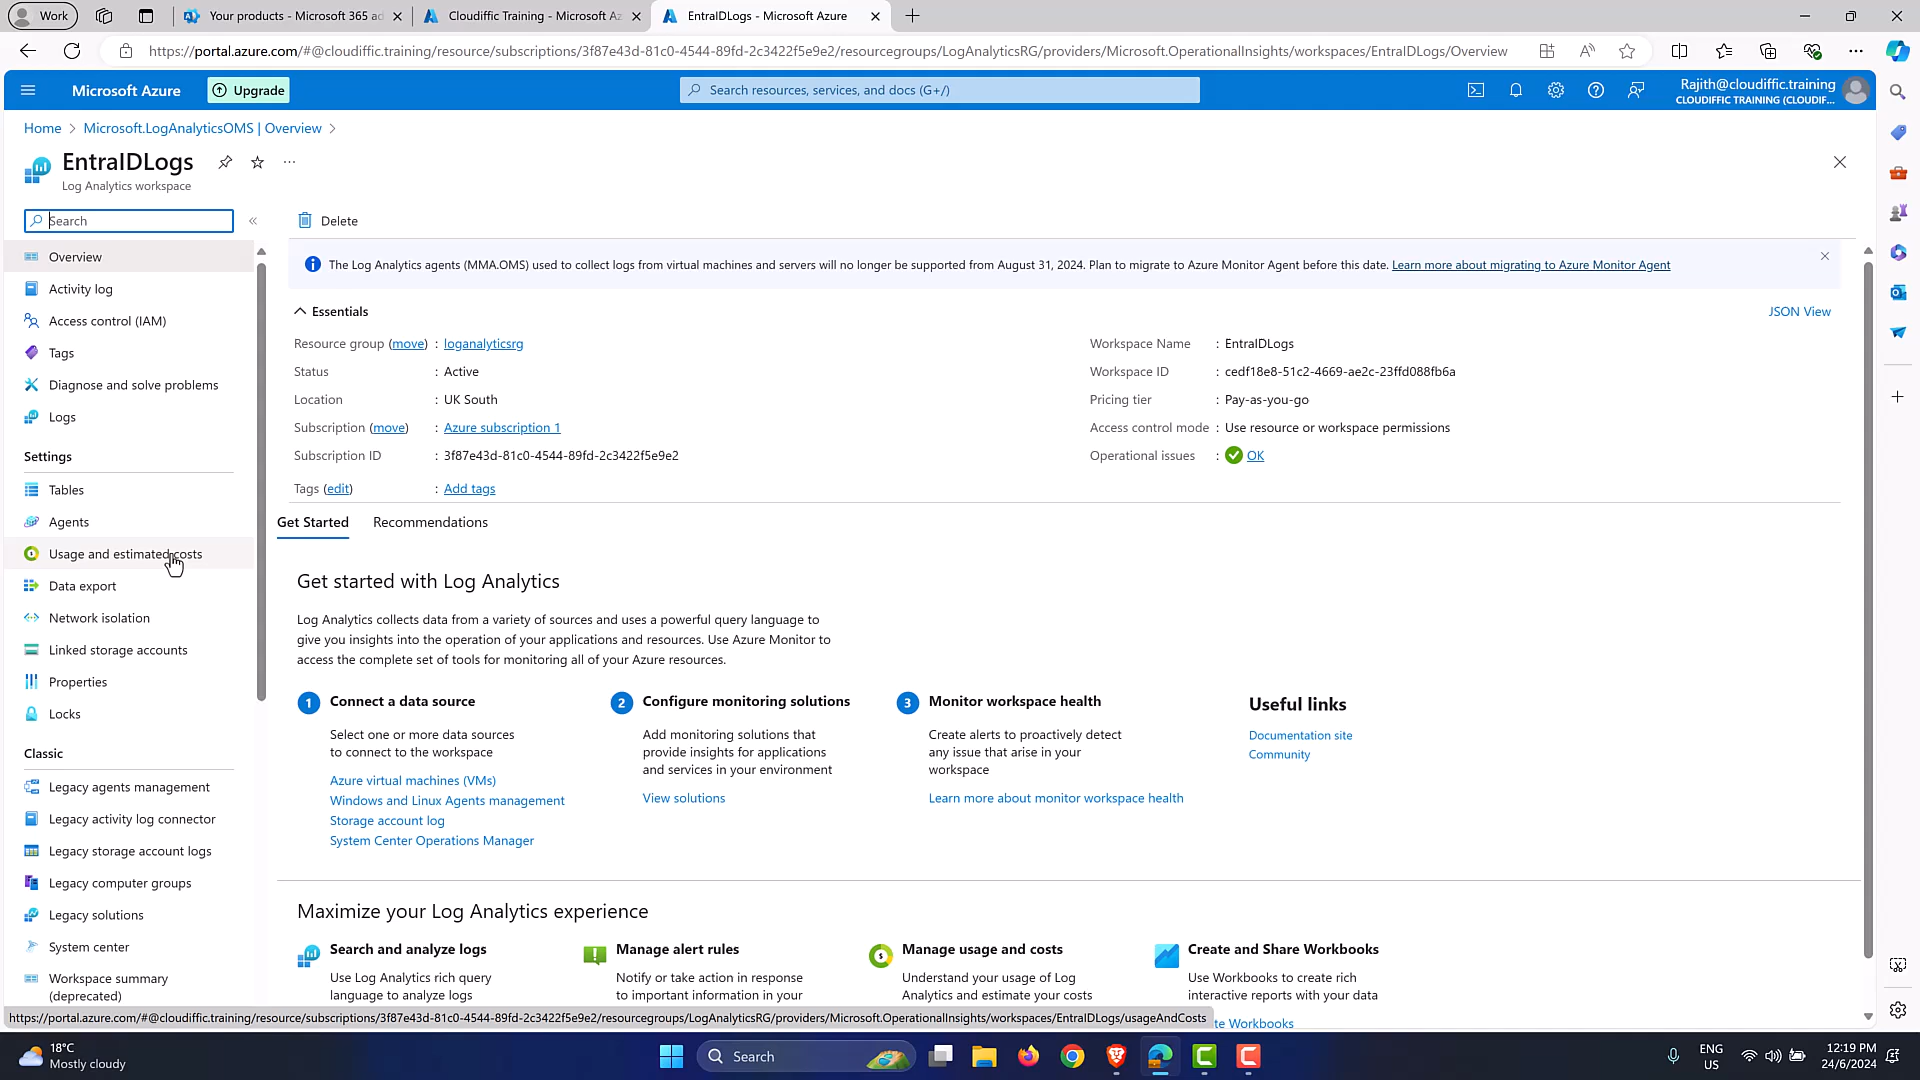 Work
Your products - Microsoft 365 ad
Cloudiffic Training - Microsoft Az
EntraIDLogs - Microsoft Azure
https://portal.azure.com/#@cloudiffic.training/resource/subscriptions/3f87e43d-81c0-4544-89fd-2c3422f5e9e2/resourcegroups/LogAnalyticsRG/providers/Microsoft.OperationalInsights/workspaces/EntraIDLogs/Overview
Microsoft Azure
Upgrade
Search resources, services, and docs (G+/)
Rajith@cloudiffic.training
CLOUDIFFIC TRAINING (CLOUDIF...
Home > Microsoft.LogAnalyticsOMS | Overview >
EntraIDLogs
Log Analytics workspace
Search
Delete
Overview
Activity log
Access control (IAM)
Tags
Diagnose and solve problems
Logs
Settings
Tables
Agents
Usage and estimated costs
Data export
Network isolation
Linked storage accounts
Properties
Locks
Classic
Legacy agents management
Legacy activity log connector
Legacy storage account logs
Legacy computer groups
Legacy solutions
System center
Workspace summary
(deprecated)
The Log Analytics agents (MMA.OMS) used to collect logs from virtual machines and servers will no longer be supported from August 31, 2024. Plan to migrate to Azure Monitor Agent before this date. Learn more about migrating to Azure Monitor Agent
Essentials
JSON View
Resource group (move) : loganalyticsrg
Status : Active
Location : UK South
Subscription (move) : Azure subscription 1
Subscription ID : 3f87e43d-81c0-4544-89fd-2c3422f5e9e2
Tags (edit) : Add tags
Workspace Name : EntraIDLogs
Workspace ID : cedf18e8-51c2-4669-ae2c-23ffd088fb6a
Pricing tier : Pay-as-you-go
Access control mode : Use resource or workspace permissions
Operational issues : OK
Get Started
Recommendations
Get started with Log Analytics
Log Analytics collects data from a variety of sources and uses a powerful query language to
give you insights into the operation of your applications and resources. Use Azure Monitor to
access the complete set of tools for monitoring all of your Azure resources.
1
Connect a data source
Select one or more data sources
to connect to the workspace
Azure virtual machines (VMs)
Windows and Linux Agents management
Storage account log
System Center Operations Manager
2
Configure monitoring solutions
Add monitoring solutions that
provide insights for applications
and services in your environment
View solutions
3
Monitor workspace health
Create alerts to proactively detect
any issue that arise in your
workspace
Learn more about monitor workspace health
Useful links
Documentation site
Community
Maximize your Log Analytics experience
Search and analyze logs
Use Log Analytics rich query
language to analyze logs
Manage alert rules
Notify or take action in response
to important information in your
Manage usage and costs
Understand your usage of Log
Analytics and estimate your costs
Create and Share Workbooks
Use Workbooks to create rich
interactive reports with your data
te Workbooks
https://portal.azure.com/#@cloudiffic.training/resource/subscriptions/3f87e43d-81c0-4544-89fd-2c3422f5e9e2/resourcegroups/LogAnalyticsRG/providers/Microsoft.OperationalInsights/workspaces/EntraIDLogs/usageAndCosts
18°C
Mostly cloudy
Search
ENG
US
12:19 PM
24/6/2024